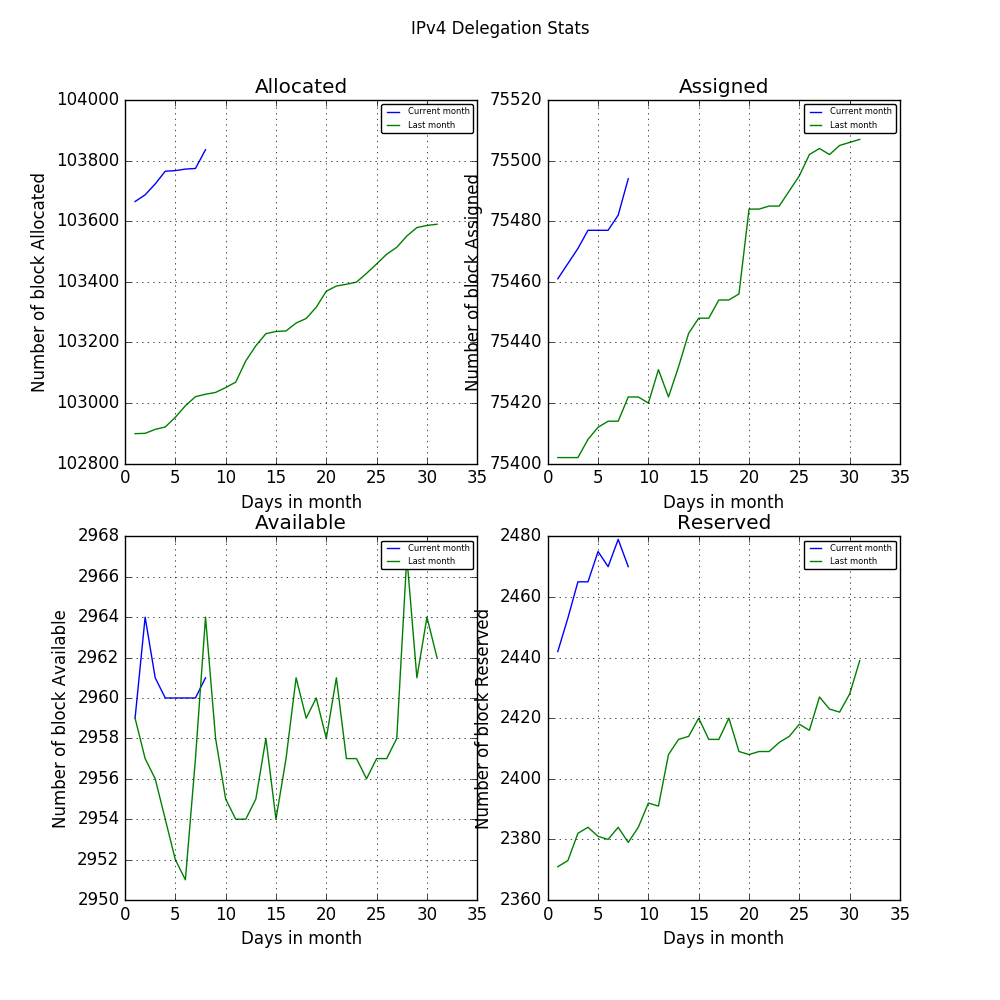 IPv4 Delegation Stats
Allocated
Number of block Allocated
104000
103800
103600
103400
103200
103000
102800
0 5 10 15 20 25 30 35
Days in month
Current month
Last month
Assigned
Number of block Assigned
75520
75500
75480
75460
75440
75420
75400
0 5 10 15 20 25 30 35
Days in month
Current month
Last month
Available
Number of block Available
2968
2966
2964
2962
2960
2958
2956
2954
2952
2950
0 5 10 15 20 25 30 35
Days in month
Current month
Last month
Reserved
Number of block Reserved
2480
2460
2440
2420
2400
2380
2360
0 5 10 15 20 25 30 35
Days in month
Current month
Last month